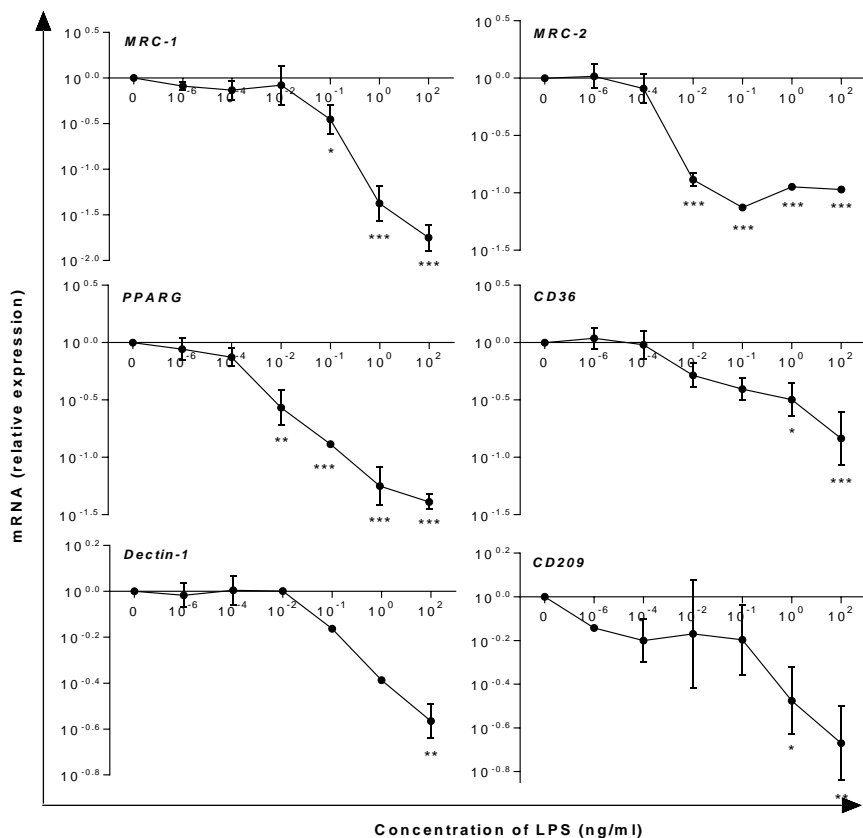 MRC-1
10^0.5
10^0.0
10^-0.5
10^-1.0
10^-1.5
10^-2.0
0 10^-6 10^-4 10^-2 10^-1 10^0 10^2
*
***
***
MRC-2
10^0.5
10^0.0
10^-0.5
10^-1.0
10^-1.5
0 10^-6 10^-4 10^-2 10^-1 10^0 10^2
*** *** *** ***
PPARG
10^0.5
10^0.0
10^-0.5
10^-1.0
10^-1.5
0 10^-6 10^-4 10^-2 10^-1 10^0 10^2
**
***
*** ***
CD36
10^0.5
10^0.0
10^-0.5
10^-1.0
10^-1.5
0 10^-6 10^-4 10^-2 10^-1 10^0 10^2
*
***
Dectin-1
10^0.2
10^0.0
10^-0.2
10^-0.4
10^-0.6
10^-0.8
0 10^-6 10^-4 10^-2 10^-1 10^0 10^2
**
CD209
10^0.2
10^0.0
10^-0.2
10^-0.4
10^-0.6
10^-0.8
0 10^-6 10^-4 10^-2 10^-1 10^0 10^2
*
**
mRNA (relative expression)
Concentration of LPS (ng/ml)